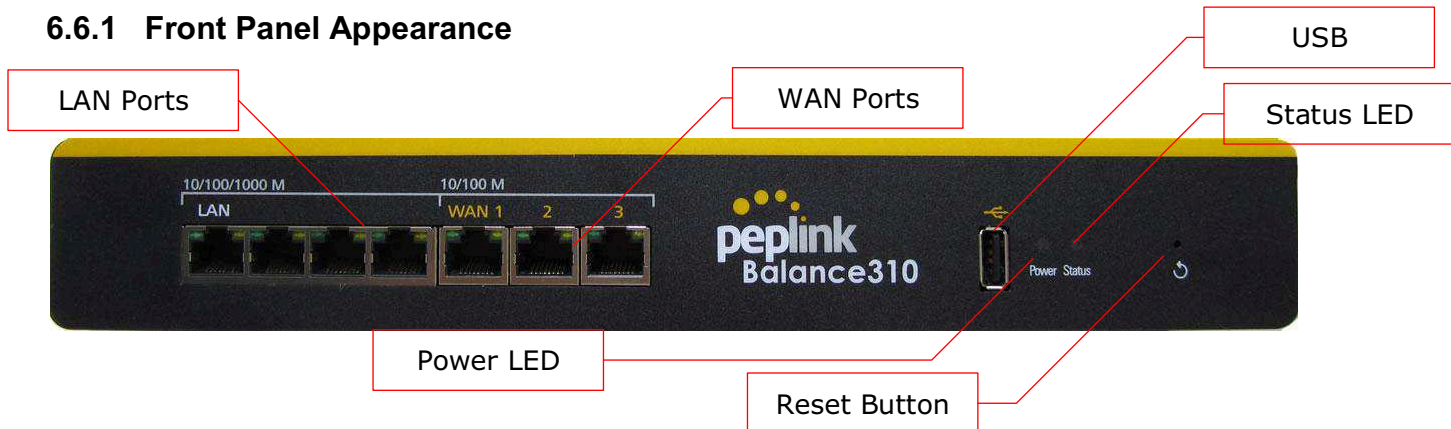 6.6.1 Front Panel Appearance
USB
LAN Ports
WAN Ports
Status LED
10/100/1000 M
10/100 M
LAN
WAN 1
2
3
peplink
Balance310
Power Status
Power LED
Reset Button